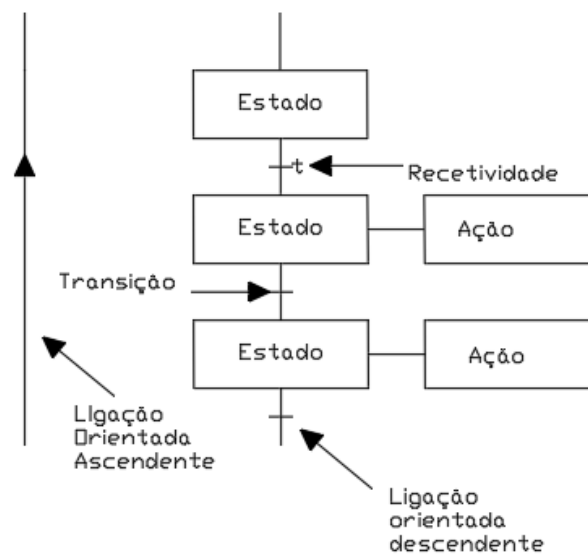 Estado
t
Recetividade
Estado
Ação
Transição
Estado
Ação
LIgação
Orientada
Ascendente
Ligação
orientada
descendente